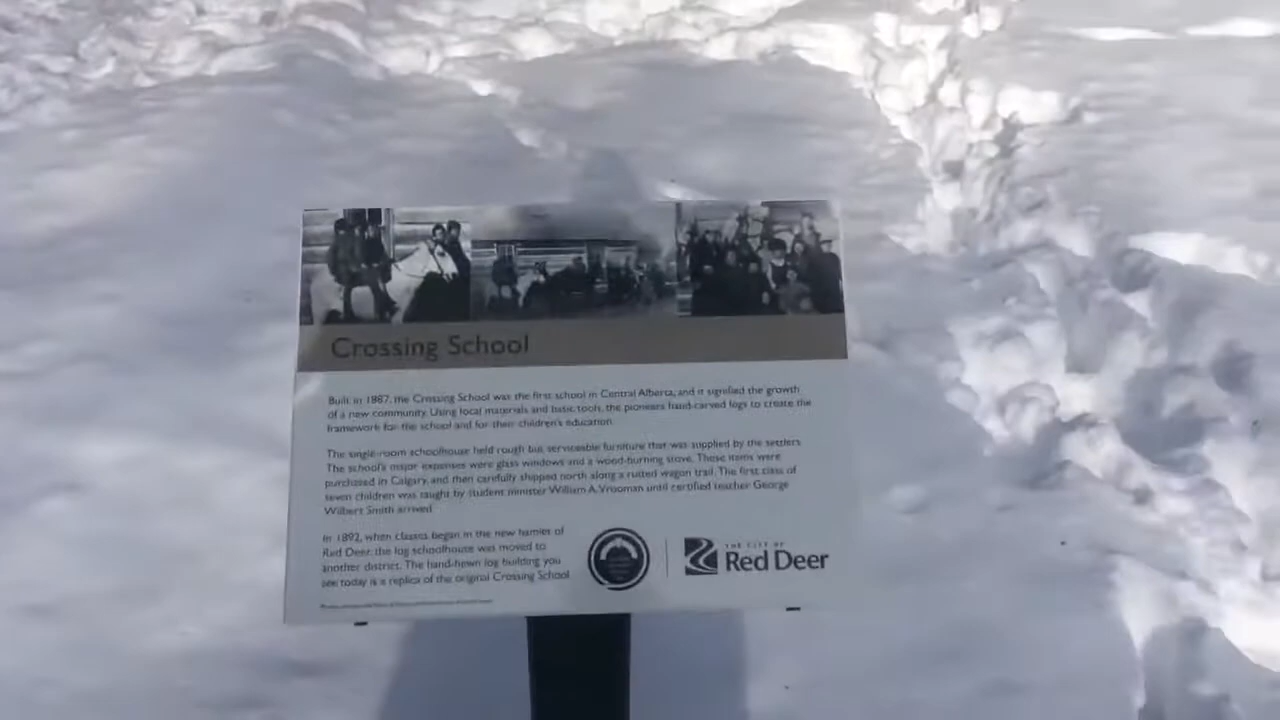 Crossing School
Built in 1887, the Crossing School was the first school in Central Alberta, and it signified the growth
of a new community. Using local materials and basic tools, the pioneers hand-carved logs to create the
framework for the school and for their children's education.
The single-room schoolhouse held rough but serviceable furniture that was supplied by the settlers.
The school's major expenses were glass windows and a wood-burning stove. These items were
purchased in Calgary, and then carefully shipped north along a rutted wagon trail. The first class of
seven children was taught by student minister William A. Vrooman until certified teacher George
Wilbert Smith arrived.
In 1892, when classes began in the new hamlet of
Red Deer, the log schoolhouse was moved to
another district. The hand-hewn log building you
see today is a replica of the original Crossing School.
THE CITY OF
Red Deer